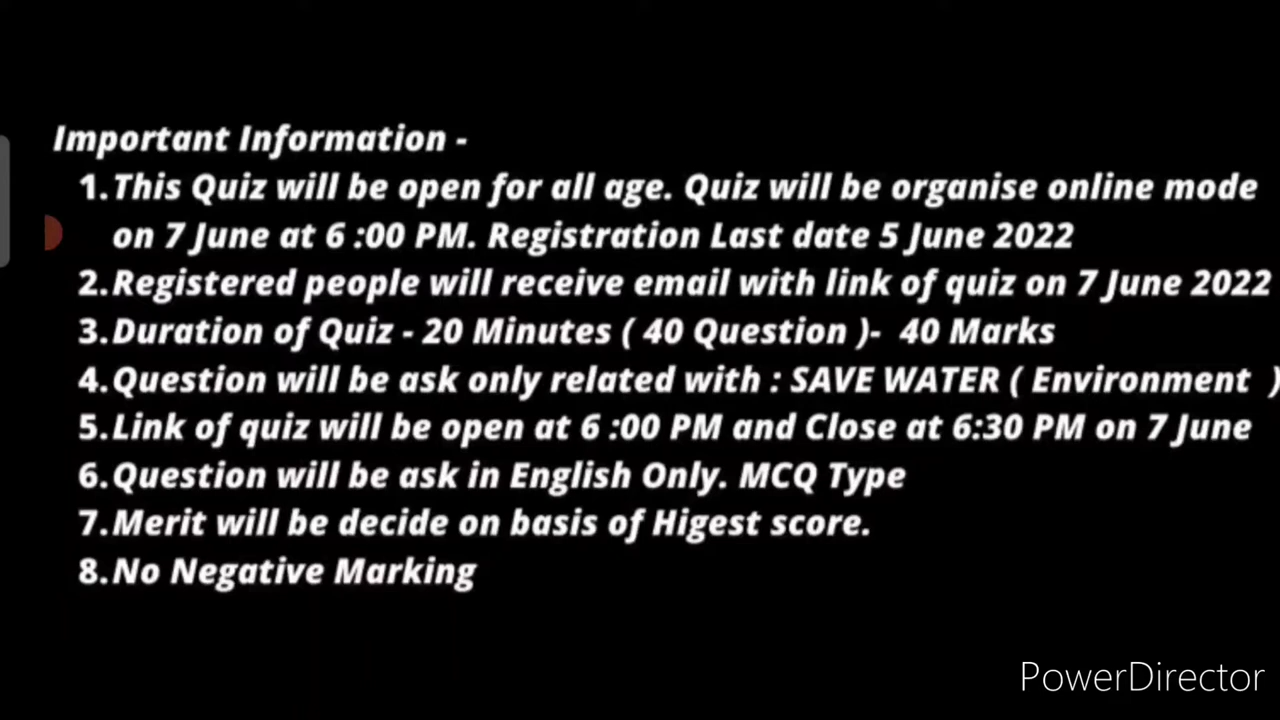 Important Information -
1. This Quiz will be open for all age. Quiz will be organise online mode
on 7 June at 6 :00 PM. Registration Last date 5 June 2022
2. Registered people will receive email with link of quiz on 7 June 2022
3. Duration of Quiz - 20 Minutes ( 40 Question )- 40 Marks
4. Question will be ask only related with : SAVE WATER ( Environment )
5. Link of quiz will be open at 6 :00 PM and Close at 6:30 PM on 7 June
6. Question will be ask in English Only. MCQ Type
7. Merit will be decide on basis of Higest score.
8. No Negative Marking
PowerDirector